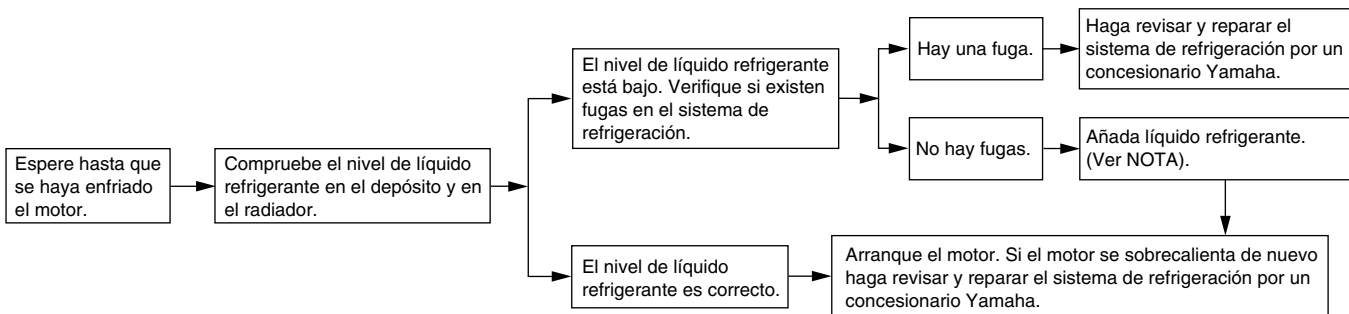 Espere hasta que
se haya enfriado
el motor.
Compruebe el nivel de líquido
refrigerante en el depósito y en
el radiador.
El nivel de líquido refrigerante
está bajo. Verifique si existen
fugas en el sistema de
refrigeración.
Hay una fuga.
Haga revisar y reparar el
sistema de refrigeración por un
concesionario Yamaha.
No hay fugas.
Añada líquido refrigerante.
(Ver NOTA).
El nivel de líquido
refrigerante es correcto.
Arranque el motor. Si el motor se sobrecalienta de nuevo
haga revisar y reparar el sistema de refrigeración por un
concesionario Yamaha.